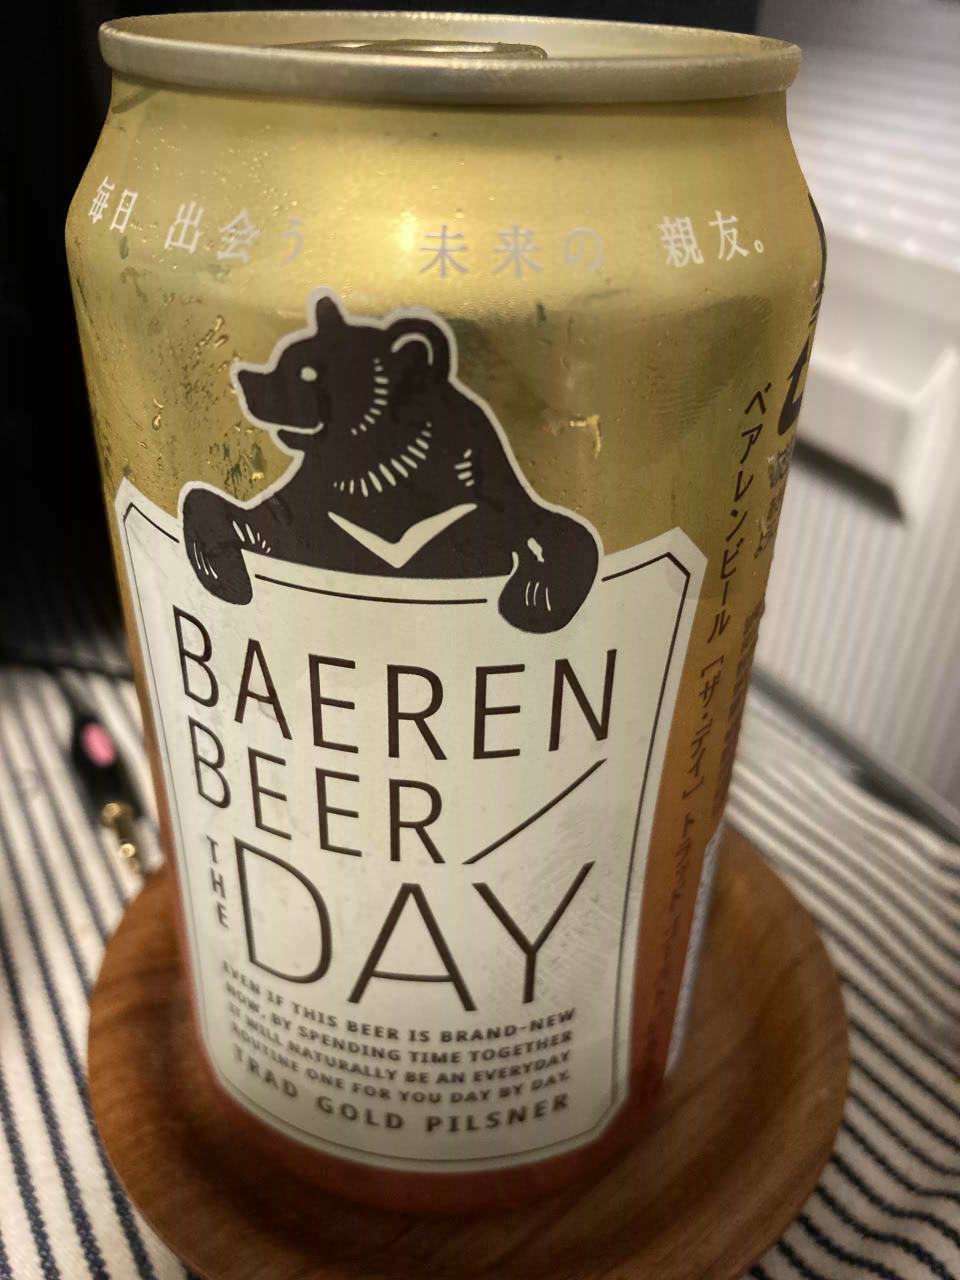 毎日 出会う 未来の 親友。
BAEREN
BEER
THE DAY
EVEN IF THIS BEER IS BRAND-NEW
NOW, BY SPENDING TIME TOGETHER
IT WILL NATURALLY BE AN EVERYDAY
ROUTINE ONE FOR YOU DAY BY DAY.
TRAD GOLD PILSNER
ベアレンビール [ザ・デイ]